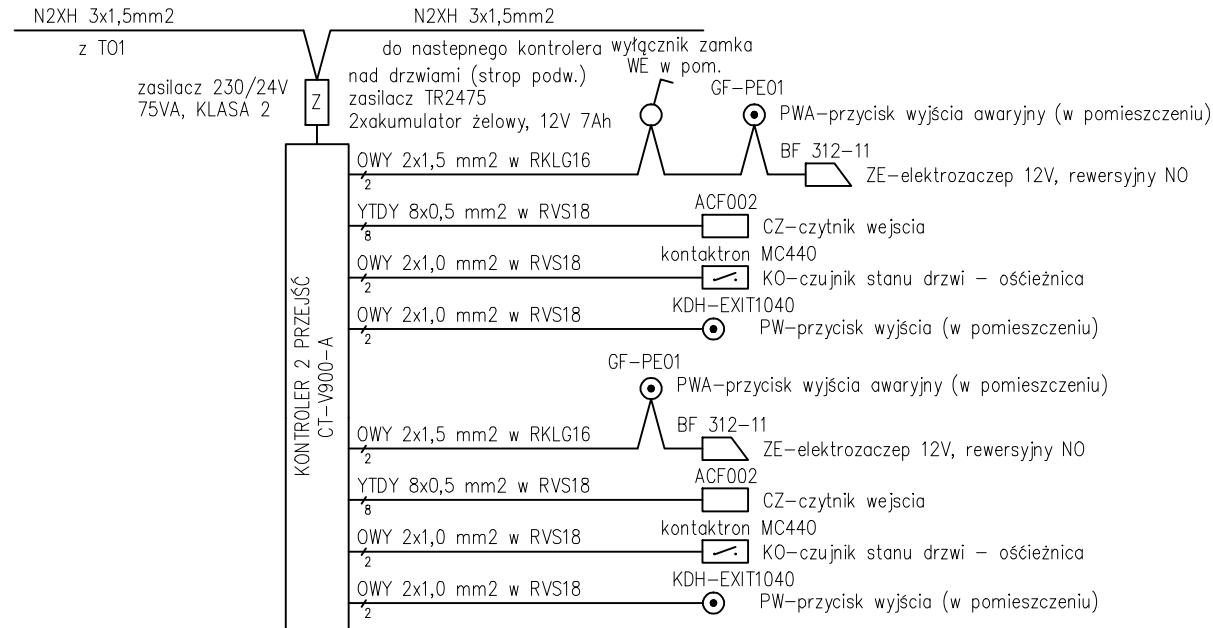 N2XH 3x1,5mm2
N2XH 3x1,5mm2
z TO1
do nastepnego kontrolera
wyłącznik zamka
WE w pom.
zasilacz 230/24V
75VA, KLASA 2
Z
nad drzwiami (strop podw.)
zasilacz TR2475
2xakumulator żelowy, 12V 7Ah
GF-PE01
PWA-przycisk wyjścia awaryjny (w pomieszczeniu)
OWY 2x1,5 mm2 w RKLG16
2
BF 312-11
ZE-elektrozaczep 12V, rewersyjny NO
YTDY 8x0,5 mm2 w RVS18
8
ACF002
CZ-czytnik wejscia
OWY 2x1,0 mm2 w RVS18
2
kontaktron MC440
KO-czujnik stanu drzwi - ośćieżnica
OWY 2x1,0 mm2 w RVS18
2
KDH-EXIT1040
PW-przycisk wyjścia (w pomieszczeniu)
KONTROLER 2 PRZEJŚĆ
CT-V900-A
GF-PE01
PWA-przycisk wyjścia awaryjny (w pomieszczeniu)
OWY 2x1,5 mm2 w RKLG16
2
BF 312-11
ZE-elektrozaczep 12V, rewersyjny NO
YTDY 8x0,5 mm2 w RVS18
8
ACF002
CZ-czytnik wejscia
OWY 2x1,0 mm2 w RVS18
2
kontaktron MC440
KO-czujnik stanu drzwi - ośćieżnica
OWY 2x1,0 mm2 w RVS18
2
KDH-EXIT1040
PW-przycisk wyjścia (w pomieszczeniu)